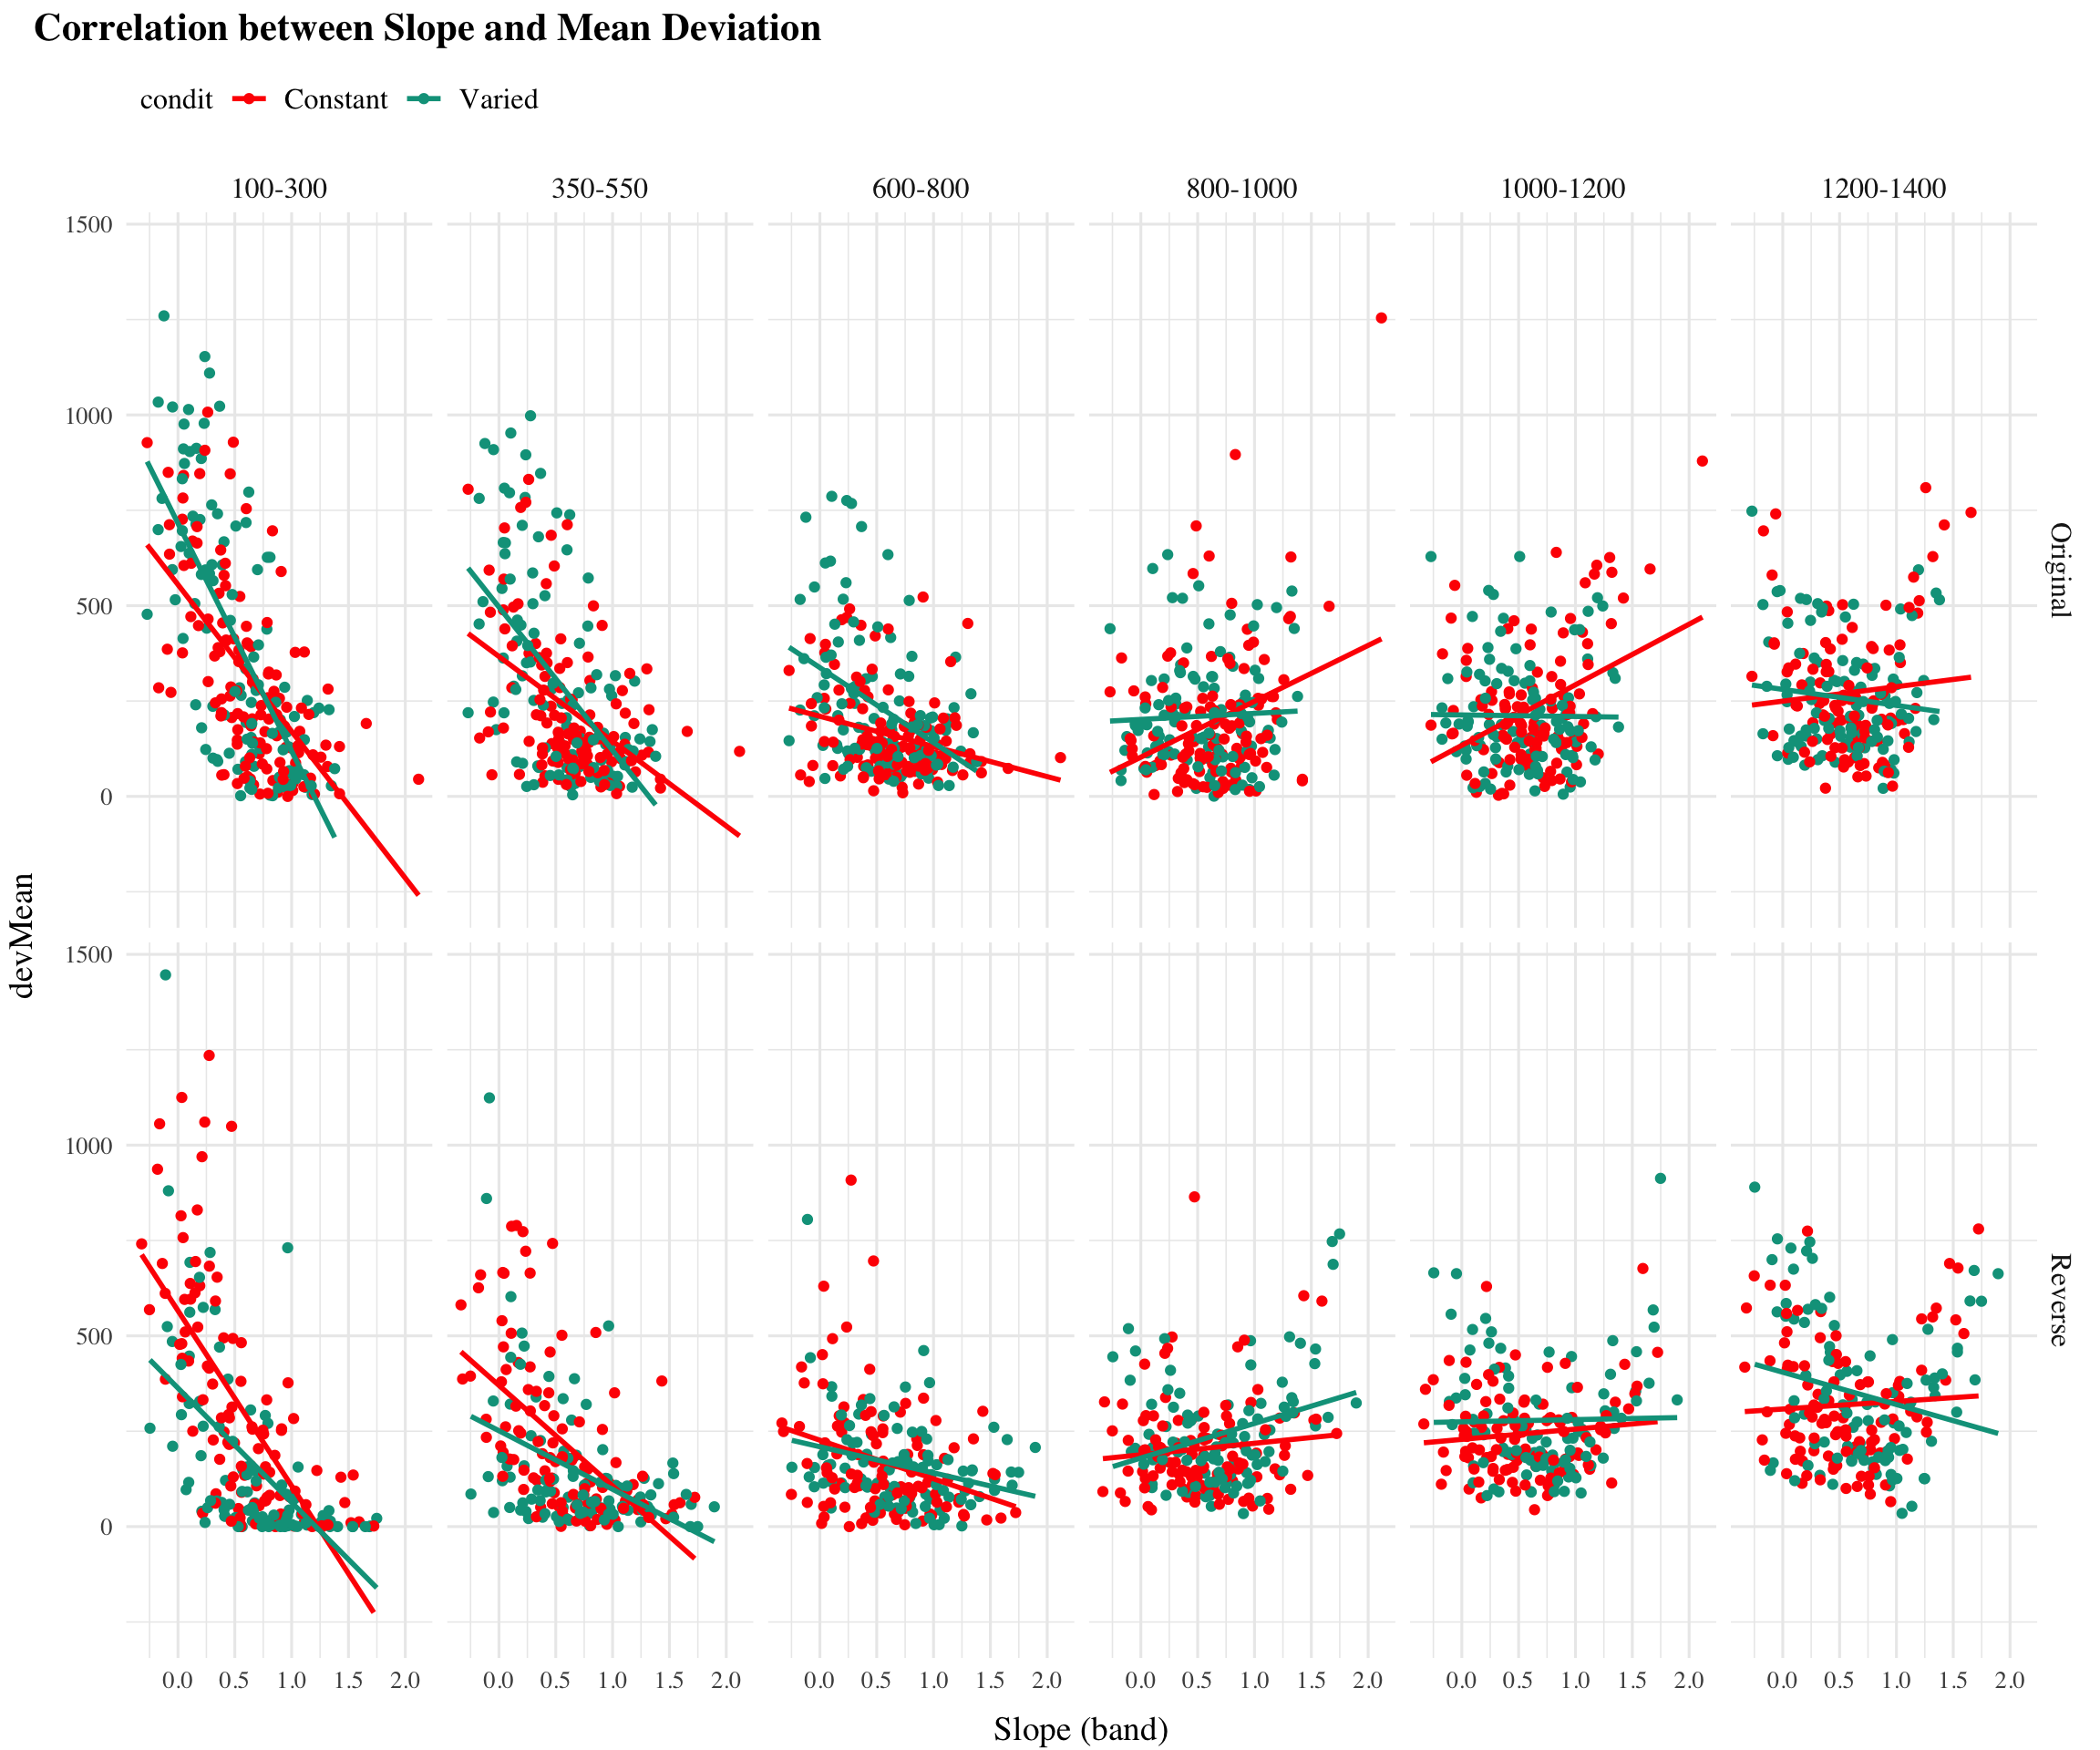 Correlation between Slope and Mean Deviation
condit Constant Varied
100-300 350-550 600-800 800-1000 1000-1200 1200-1400
1500
1000
500
0
Original
devMean
1500
1000
500
0
Reverse
0.0 0.5 1.0 1.5 2.0 0.0 0.5 1.0 1.5 2.0 0.0 0.5 1.0 1.5 2.0 0.0 0.5 1.0 1.5 2.0 0.0 0.5 1.0 1.5 2.0 0.0 0.5 1.0 1.5 2.0
Slope (band)